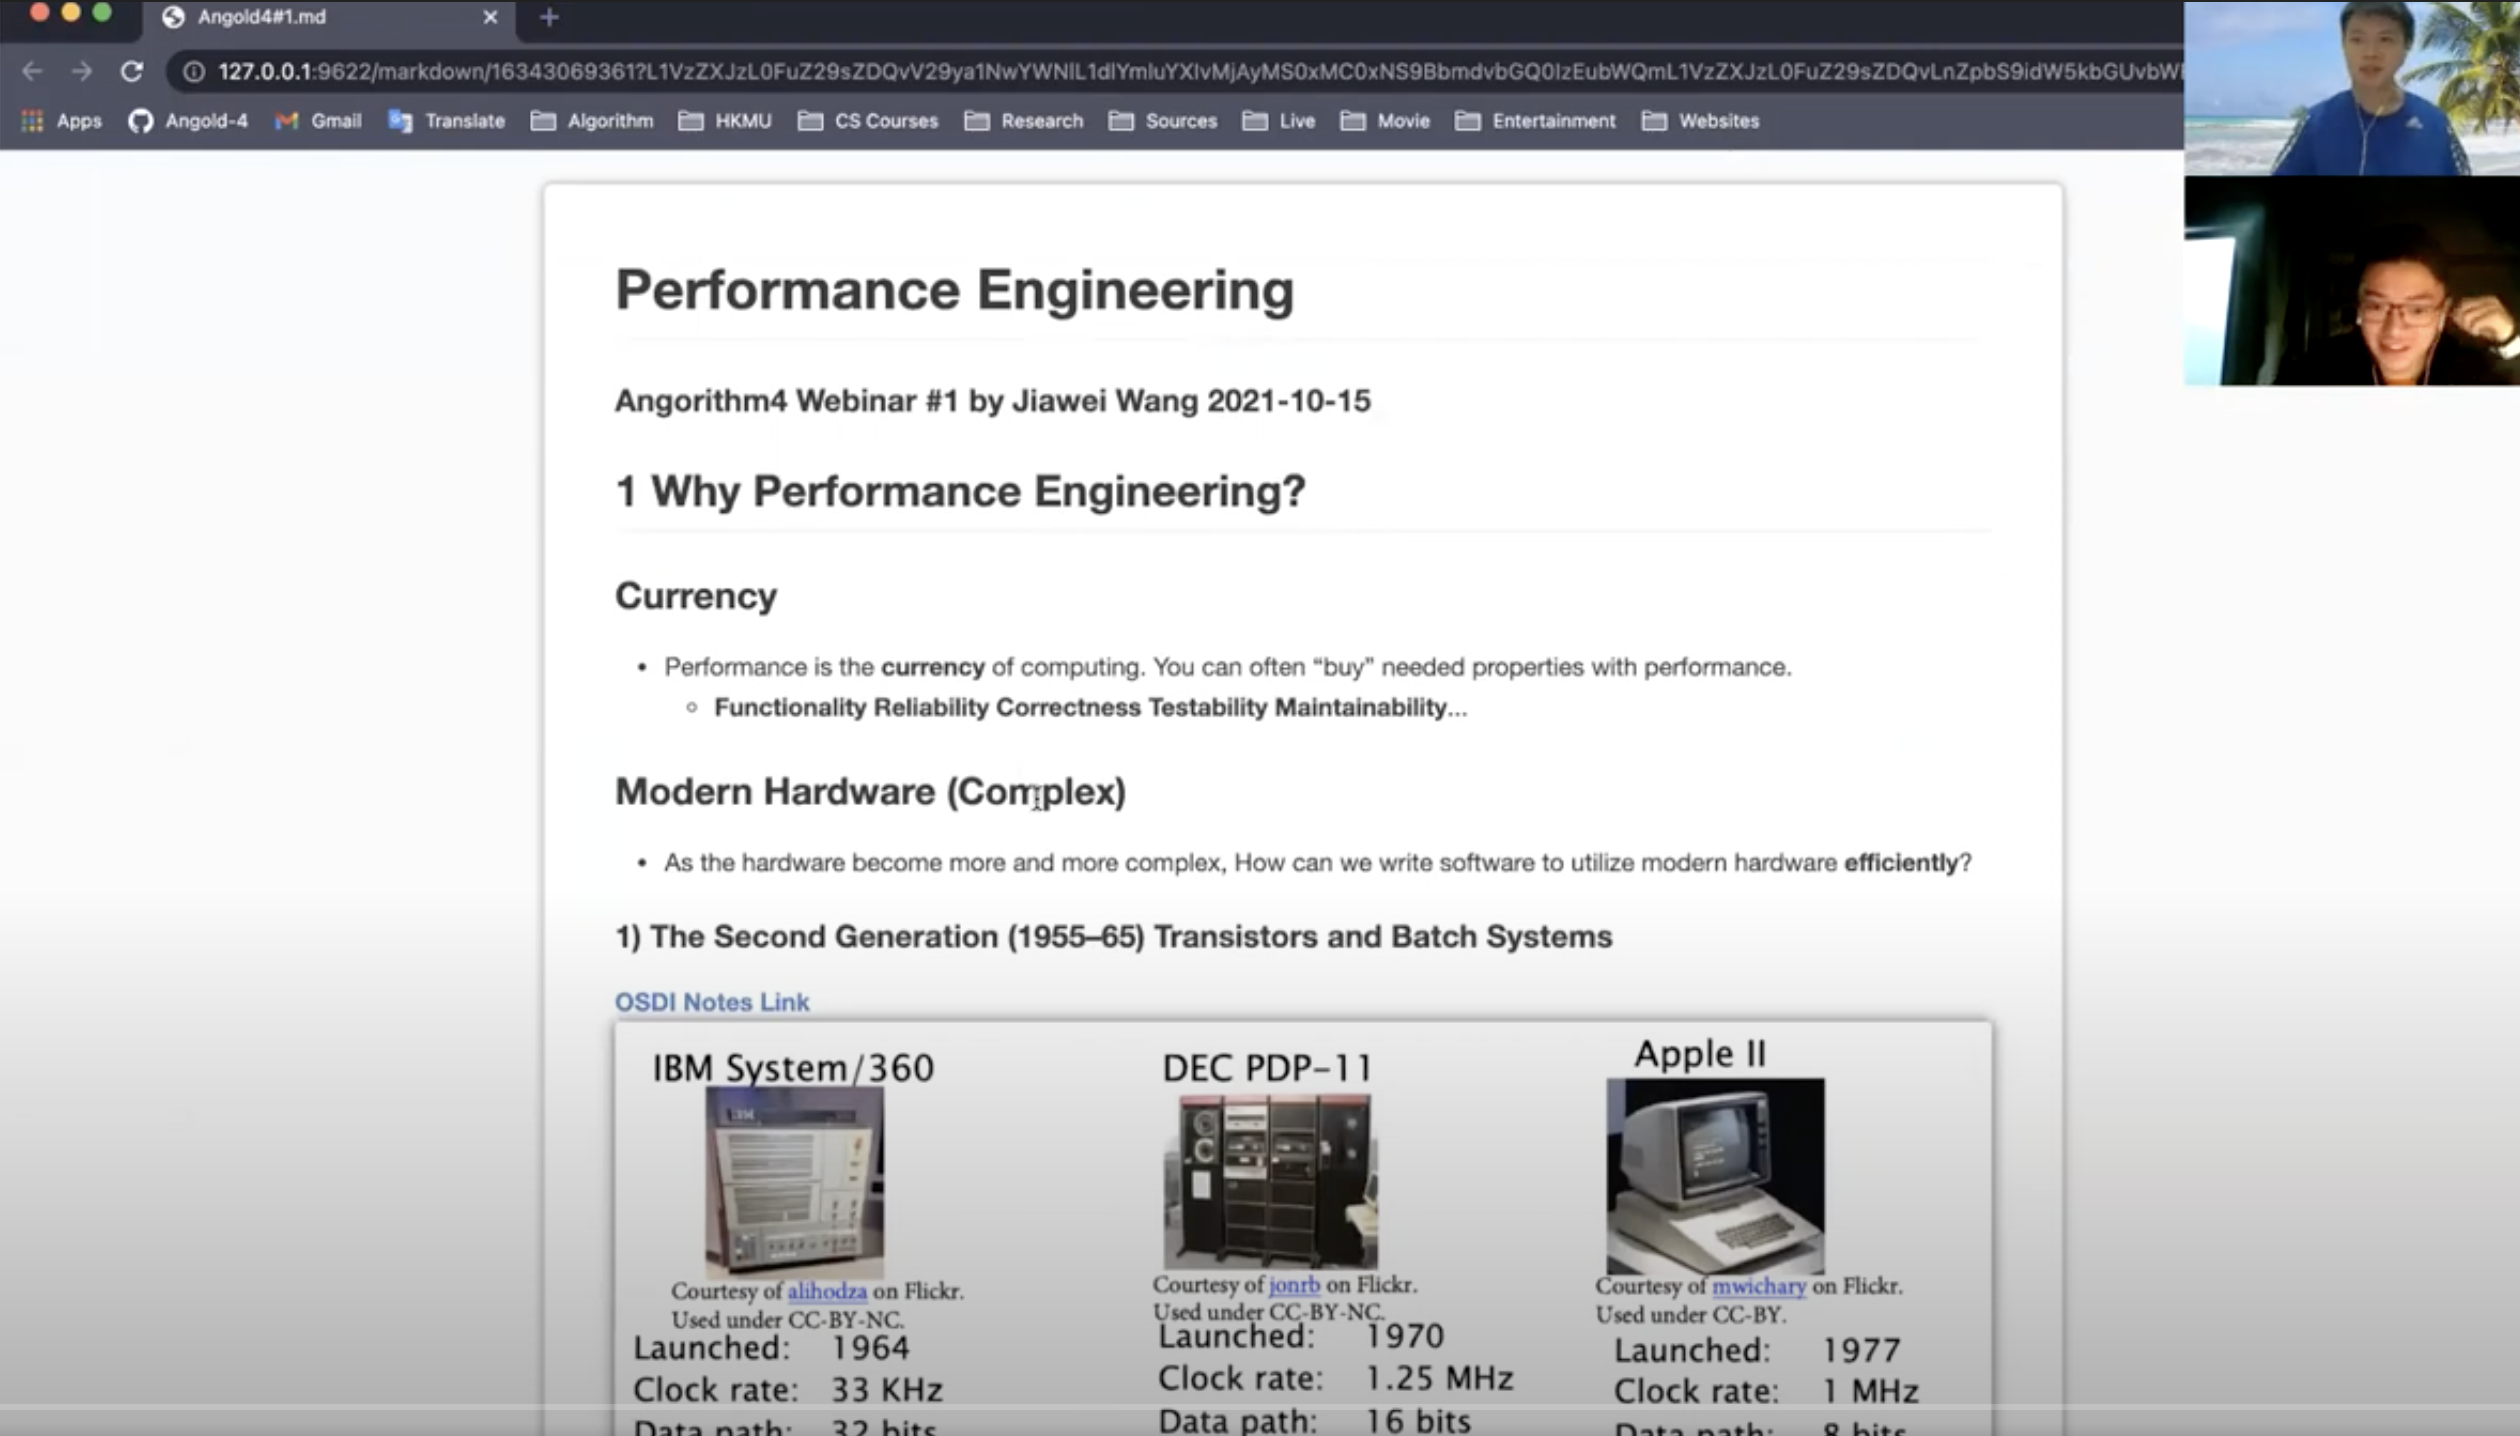 Angold4#1.md
127.0.0.1:9622/markdown/16343069361?L1VzZXJzL0FuZ29sZDQvV29ya1NwYWNlL1dlYmluYXIvMjAyMS0xMC0xNS9BbmdvbGQ0IzEubWQmL1VzZXJzL0FuZ29sZDQvLnZpbS9idW5kbGUvbW
Apps Angold-4 Gmail Translate Algorithm HKMU CS Courses Research Sources Live Movie Entertainment Websites
Performance Engineering
Angorithm4 Webinar #1 by Jiawei Wang 2021-10-15
1 Why Performance Engineering?
Currency
• Performance is the currency of computing. You can often “buy” needed properties with performance.
Functionality Reliability Correctness Testability Maintainability...
Modern Hardware (Complex)
• As the hardware become more and more complex, How can we write software to utilize modern hardware efficiently?
1) The Second Generation (1955–65) Transistors and Batch Systems
OSDI Notes Link
IBM System/360
IBM
Courtesy of alihodza on Flickr.
Used under CC-BY-NC.
Launched: 1964
Clock rate: 33 KHz
Data path: 32 bits
DEC PDP-11
Courtesy of jonrb on Flickr.
Used under CC-BY-NC.
Launched: 1970
Clock rate: 1.25 MHz
Data path: 16 bits
Apple II
Courtesy of mwichary on Flickr.
Used under CC-BY.
Launched: 1977
Clock rate: 1 MHz
Data path: 8 bits